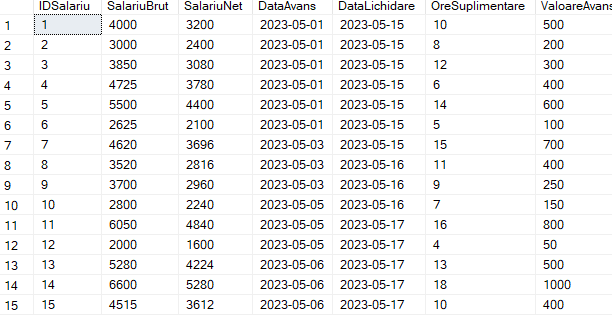 IDSalariu SalariuBrut SalariuNet DataAvans DataLichidare OreSuplimentare ValoareAvans
1 1 4000 3200 2023-05-01 2023-05-15 10 500
2 2 3000 2400 2023-05-01 2023-05-15 8 200
3 3 3850 3080 2023-05-01 2023-05-15 12 300
4 4 4725 3780 2023-05-01 2023-05-15 6 400
5 5 5500 4400 2023-05-01 2023-05-15 14 600
6 6 2625 2100 2023-05-01 2023-05-15 5 100
7 7 4620 3696 2023-05-03 2023-05-15 15 700
8 8 3520 2816 2023-05-03 2023-05-16 11 400
9 9 3700 2960 2023-05-03 2023-05-16 9 250
10 10 2800 2240 2023-05-05 2023-05-16 7 150
11 11 6050 4840 2023-05-05 2023-05-17 16 800
12 12 2000 1600 2023-05-05 2023-05-17 4 50
13 13 5280 4224 2023-05-06 2023-05-17 13 500
14 14 6600 5280 2023-05-06 2023-05-17 18 1000
15 15 4515 3612 2023-05-06 2023-05-17 10 400